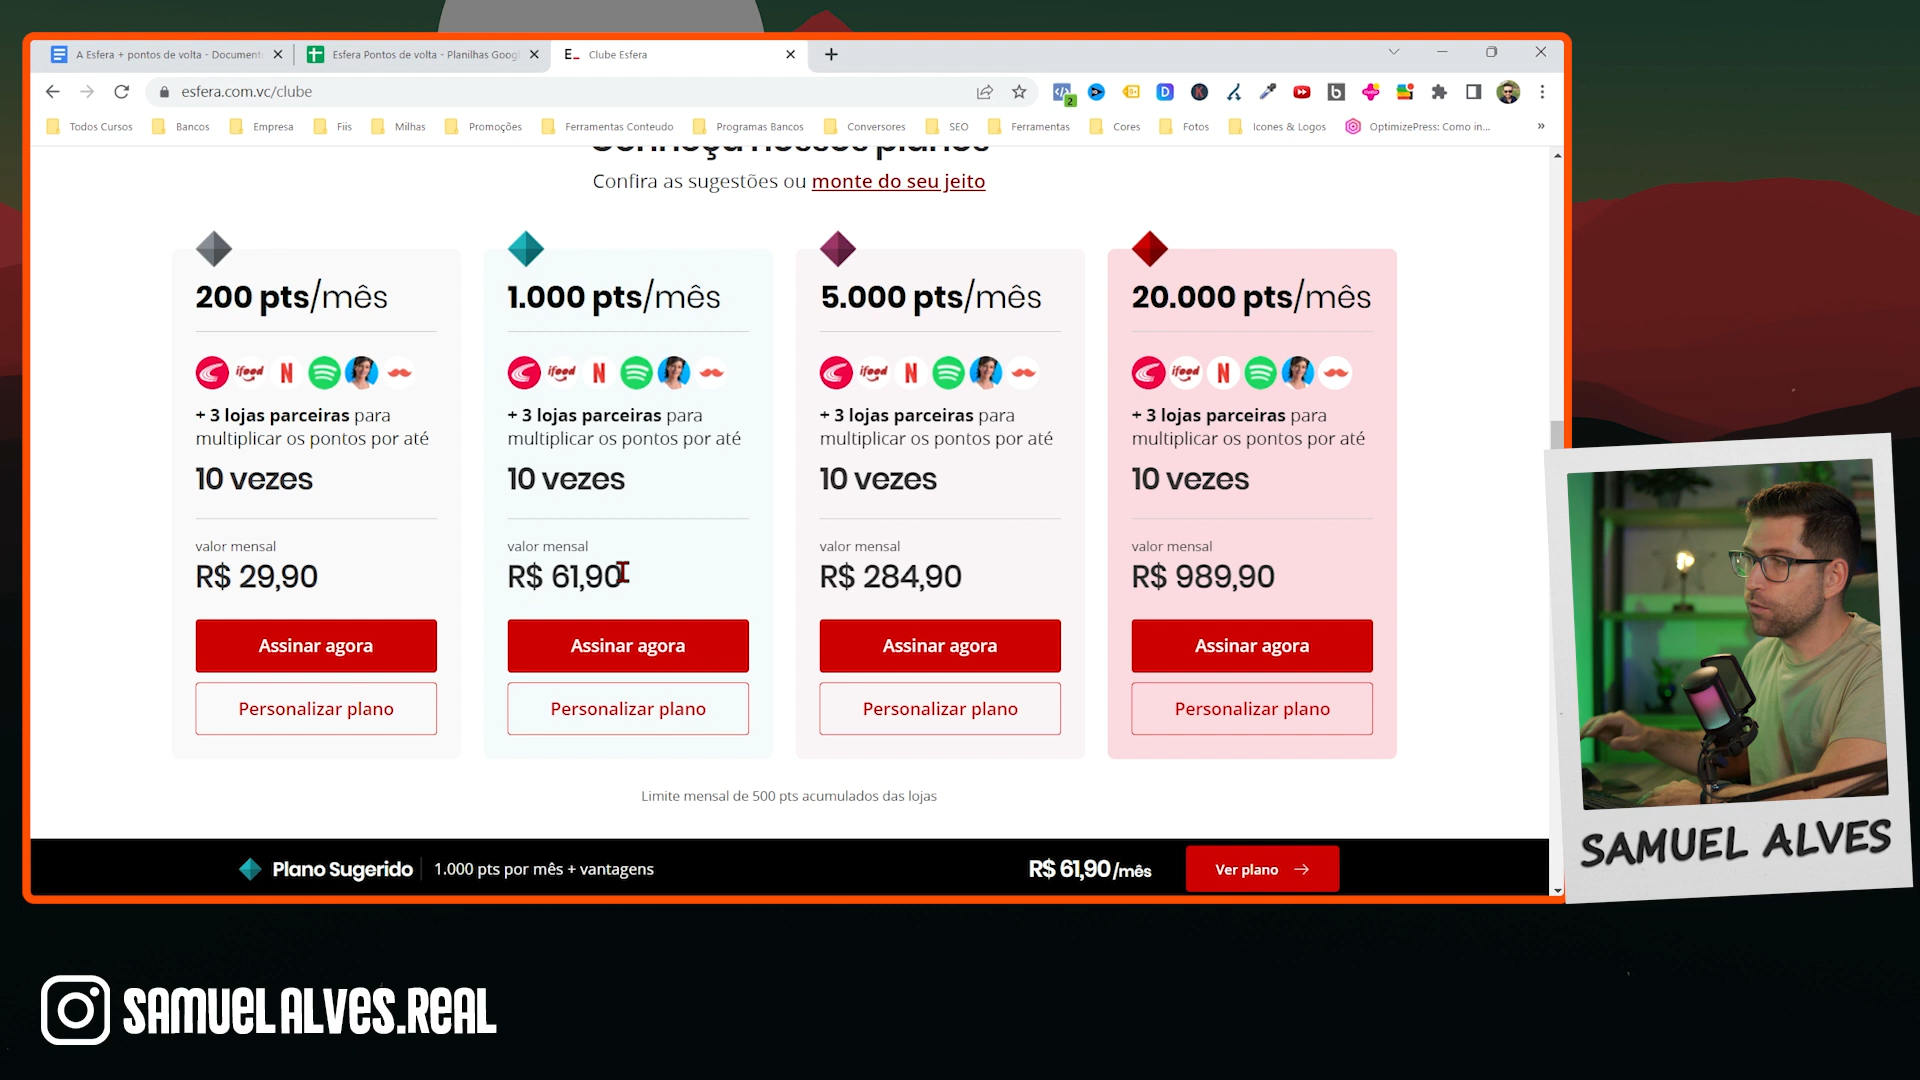 A Esfera + pontos de volta - Document
Esfera Pontos de volta - Planilhas Goog
E_ Clube Esfera
esfera.com.vc/clube
Todos Cursos
Bancos
Empresa
Fiis
Milhas
Promoções
Ferramentas Conteudo
Programas Bancos
Conversores
SEO
Ferramentas
Cores
Fotos
Icones & Logos
OptimizePress: Como in...
Conheça nossos planos
Confira as sugestões ou monte do seu jeito
200 pts/mês
ifood
N
+ 3 lojas parceiras para
multiplicar os pontos por até
10 vezes
valor mensal
R$ 29,90
Assinar agora
Personalizar plano
1.000 pts/mês
ifood
N
+ 3 lojas parceiras para
multiplicar os pontos por até
10 vezes
valor mensal
R$ 61,90
Assinar agora
Personalizar plano
5.000 pts/mês
ifood
N
+ 3 lojas parceiras para
multiplicar os pontos por até
10 vezes
valor mensal
R$ 284,90
Assinar agora
Personalizar plano
20.000 pts/mês
ifood
N
+ 3 lojas parceiras para
multiplicar os pontos por até
10 vezes
valor mensal
R$ 989,90
Assinar agora
Personalizar plano
Limite mensal de 500 pts acumulados das lojas
Plano Sugerido
1.000 pts por mês + vantagens
R$ 61,90/mês
Ver plano
SAMUEL ALVES
SAMUELALVES.REAL